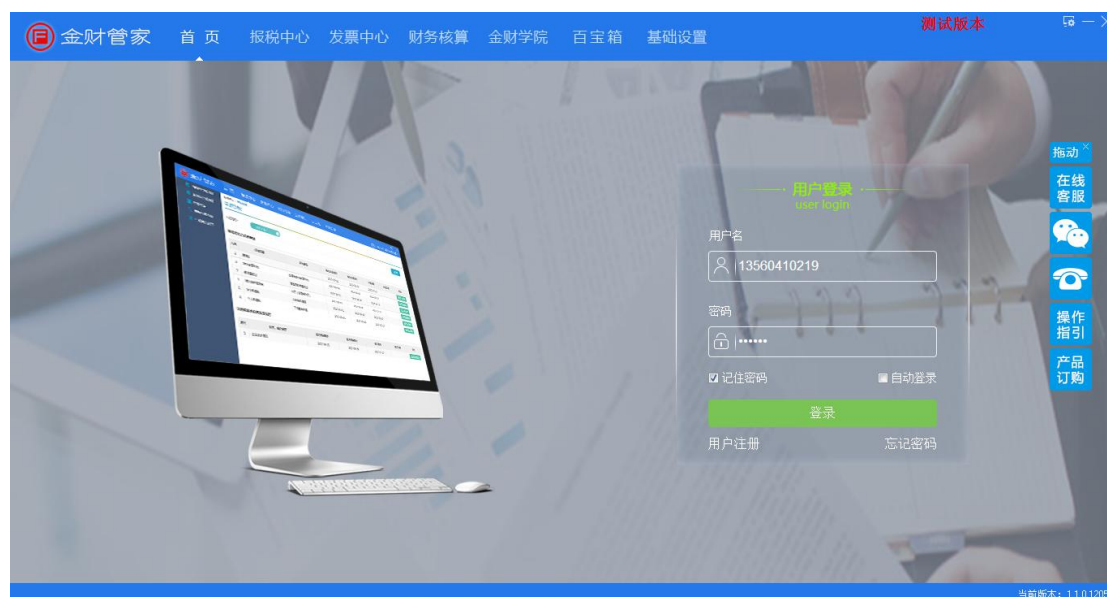 测试版本
金财管家 首 页 报税中心 发票中心 财务核算 金财学院 百宝箱 基础设置
用户登录
user login
用户名
13560410219
密码
••••••
记住密码 自动登录
登录
用户注册 忘记密码
拖动
在线
客服
操作
指引
产品
订购
当前版本：1.1.0.1205